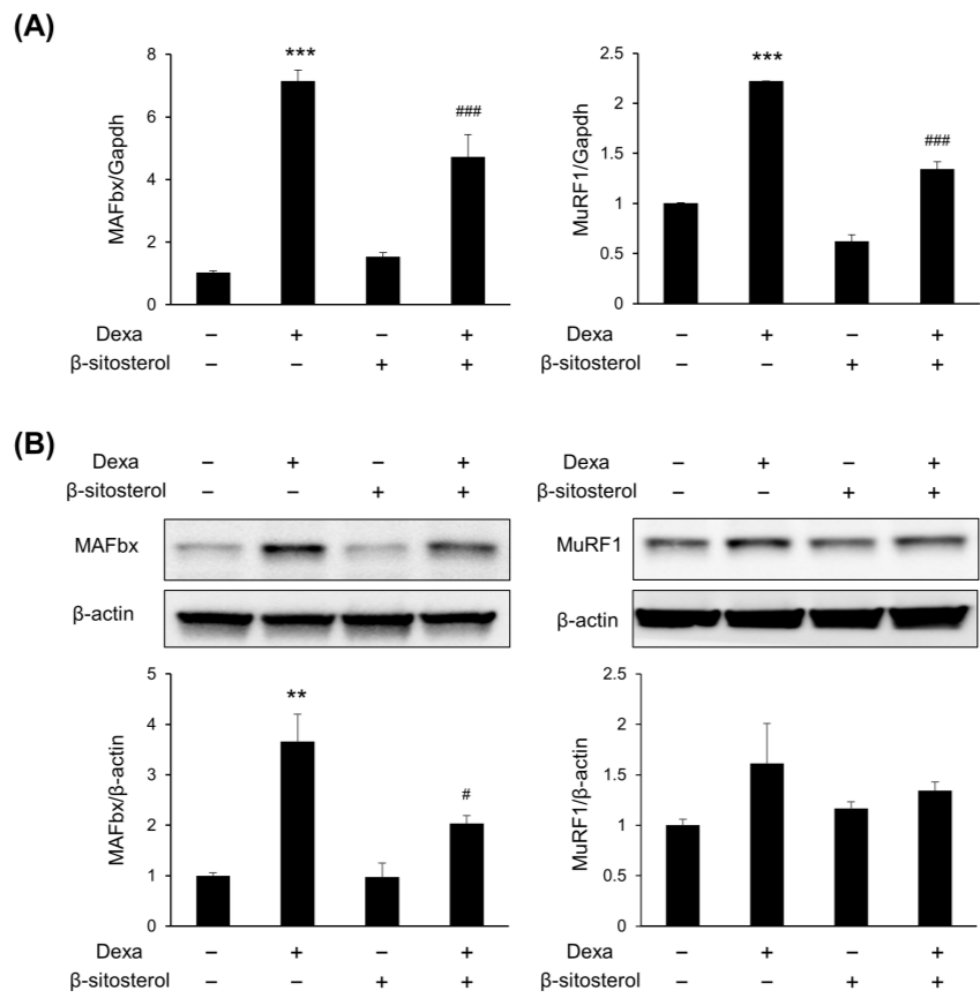 (A)
MAFbx/Gapdh
8
6
4
2
0
***
###
Dexa – + – +
β-sitosterol – – + +
MuRF1/Gapdh
2.5
2
1.5
1
0.5
0
***
###
– + – +
– – + +
(B)
Dexa – + – +
β-sitosterol – – + +
MAFbx
β-actin
Dexa – + – +
β-sitosterol – – + +
MuRF1
β-actin
MAFbx/β-actin
5
4
3
2
1
0
**
#
Dexa – + – +
β-sitosterol – – + +
MuRF1/β-actin
2.5
2
1.5
1
0.5
0
Dexa – + – +
β-sitosterol – – + +